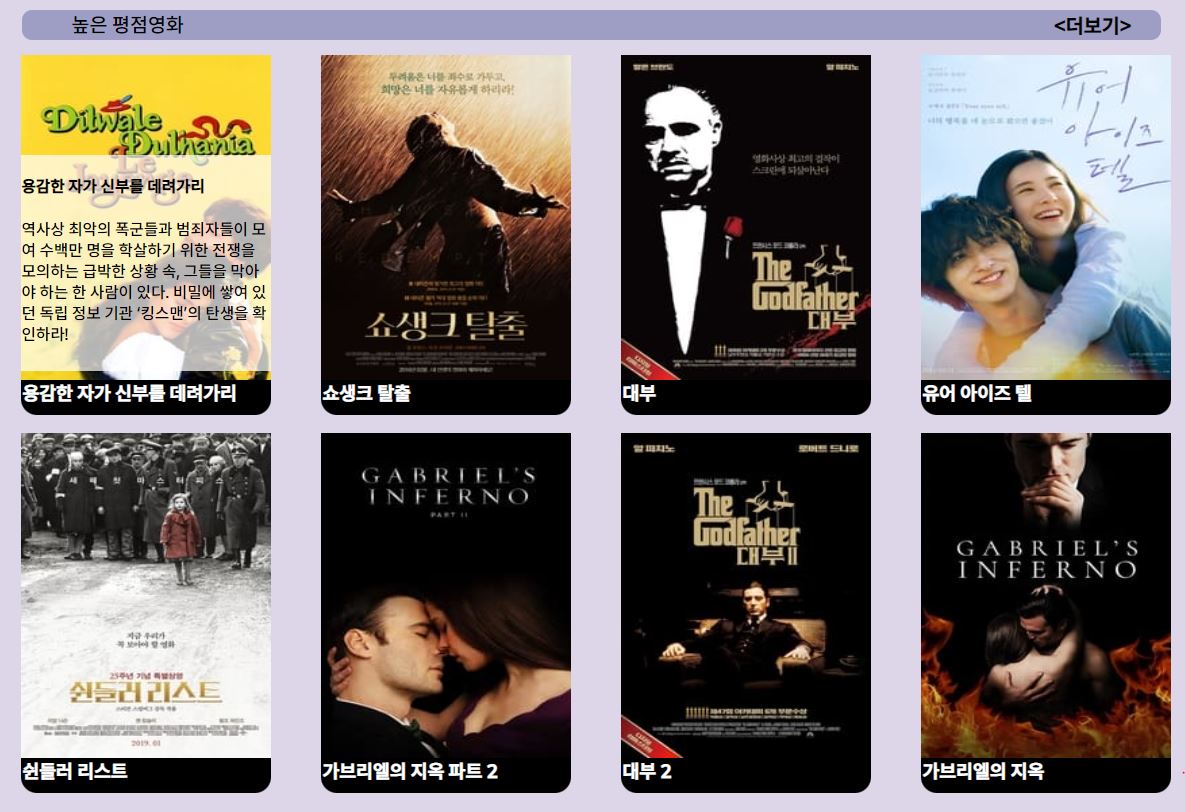 높은 평점영화
<더보기>
Dilwale
Dulhania
Le
용감한 자가 신부를 데려가리
역사상 최악의 폭군들과 범죄자들이 모
여 수백만 명을 학살하기 위한 전쟁을
모의하는 급박한 상황 속, 그들을 막아
야 하는 한 사람이 있다. 비밀에 쌓여 있
던 독립 정보 기관 ‘킹스맨’의 탄생을 확
인하라!
용감한 자가 신부를 데려가리
두려움은 너를 죄수로 가두고,
희망은 너를 자유롭게 하리라!
쇼생크 탈출
쇼생크 탈출
말론 브란도
알 파치노
영화사상 최고의 걸작이
스크린에 되살아난다
The
Godfather
대부
대부
유어
아이즈
텔
유어 아이즈 텔
지금 우리가
꼭 보아야 할 영화
25주년 기념 특별상영
쉰들러 리스트
2019. 01
쉰들러 리스트
GABRIEL'S
INFERNO
PART II
가브리엘의 지옥 파트 2
알 파치노
로버트 드니로
The
Godfather
대부 II
대부 2
GABRIEL'S
INFERNO
가브리엘의 지옥